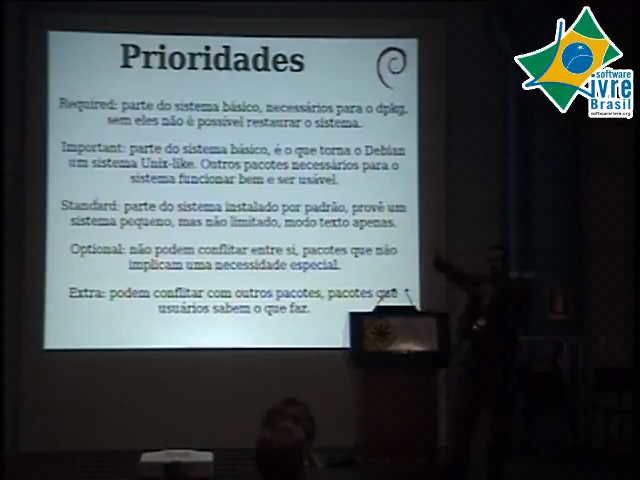 Prioridades
Required: parte do sistema básico, necessários para o dpkg,
sem eles não é possível restaurar o sistema.
Important: parte do sistema básico, é o que torna o Debian
um sistema Unix-like. Outros pacotes necessários para o
sistema funcionar bem e ser usável.
Standard: parte do sistema instalado por padrão, provê um
sistema pequeno, mas não limitado, modo texto apenas.
Optional: não podem conflitar entre si, pacotes que não
implicam uma necessidade especial.
Extra: podem conflitar com outros pacotes, pacotes que
usuários sabem o que faz.
software
livre
Brasil
softwarelivre.org